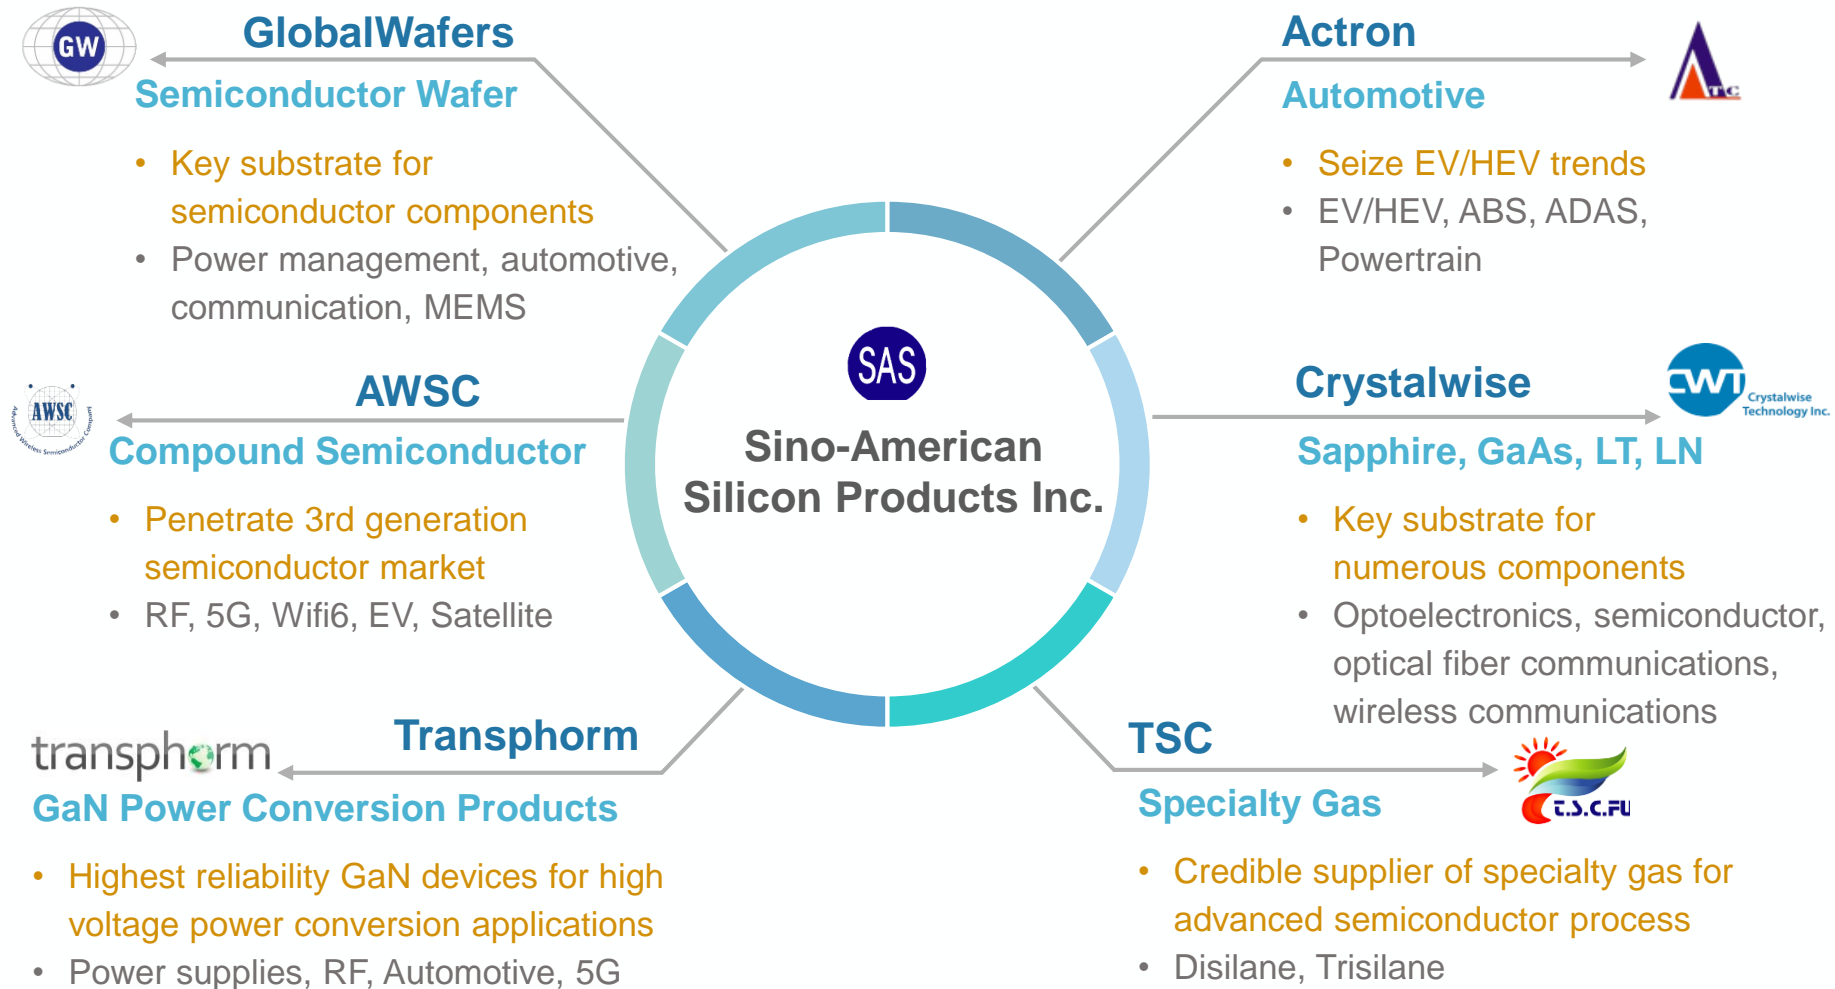 GW
GlobalWafers
Semiconductor Wafer
• Key substrate for
semiconductor components
• Power management, automotive,
communication, MEMS
Actron
ATC
Automotive
• Seize EV/HEV trends
• EV/HEV, ABS, ADAS,
Powertrain
SAS
Sino-American
Silicon Products Inc.
AWSC
Advanced Wireless Semiconductor Company
AWSC
Compound Semiconductor
• Penetrate 3rd generation
semiconductor market
• RF, 5G, Wifi6, EV, Satellite
Crystalwise
CWT
Crystalwise
Technology Inc.
Sapphire, GaAs, LT, LN
• Key substrate for
numerous components
• Optoelectronics, semiconductor,
optical fiber communications,
wireless communications
transphorm
Transphorm
GaN Power Conversion Products
• Highest reliability GaN devices for high
voltage power conversion applications
• Power supplies, RF, Automotive, 5G
TSC
T.S.C.FU
Specialty Gas
• Credible supplier of specialty gas for
advanced semiconductor process
• Disilane, Trisilane